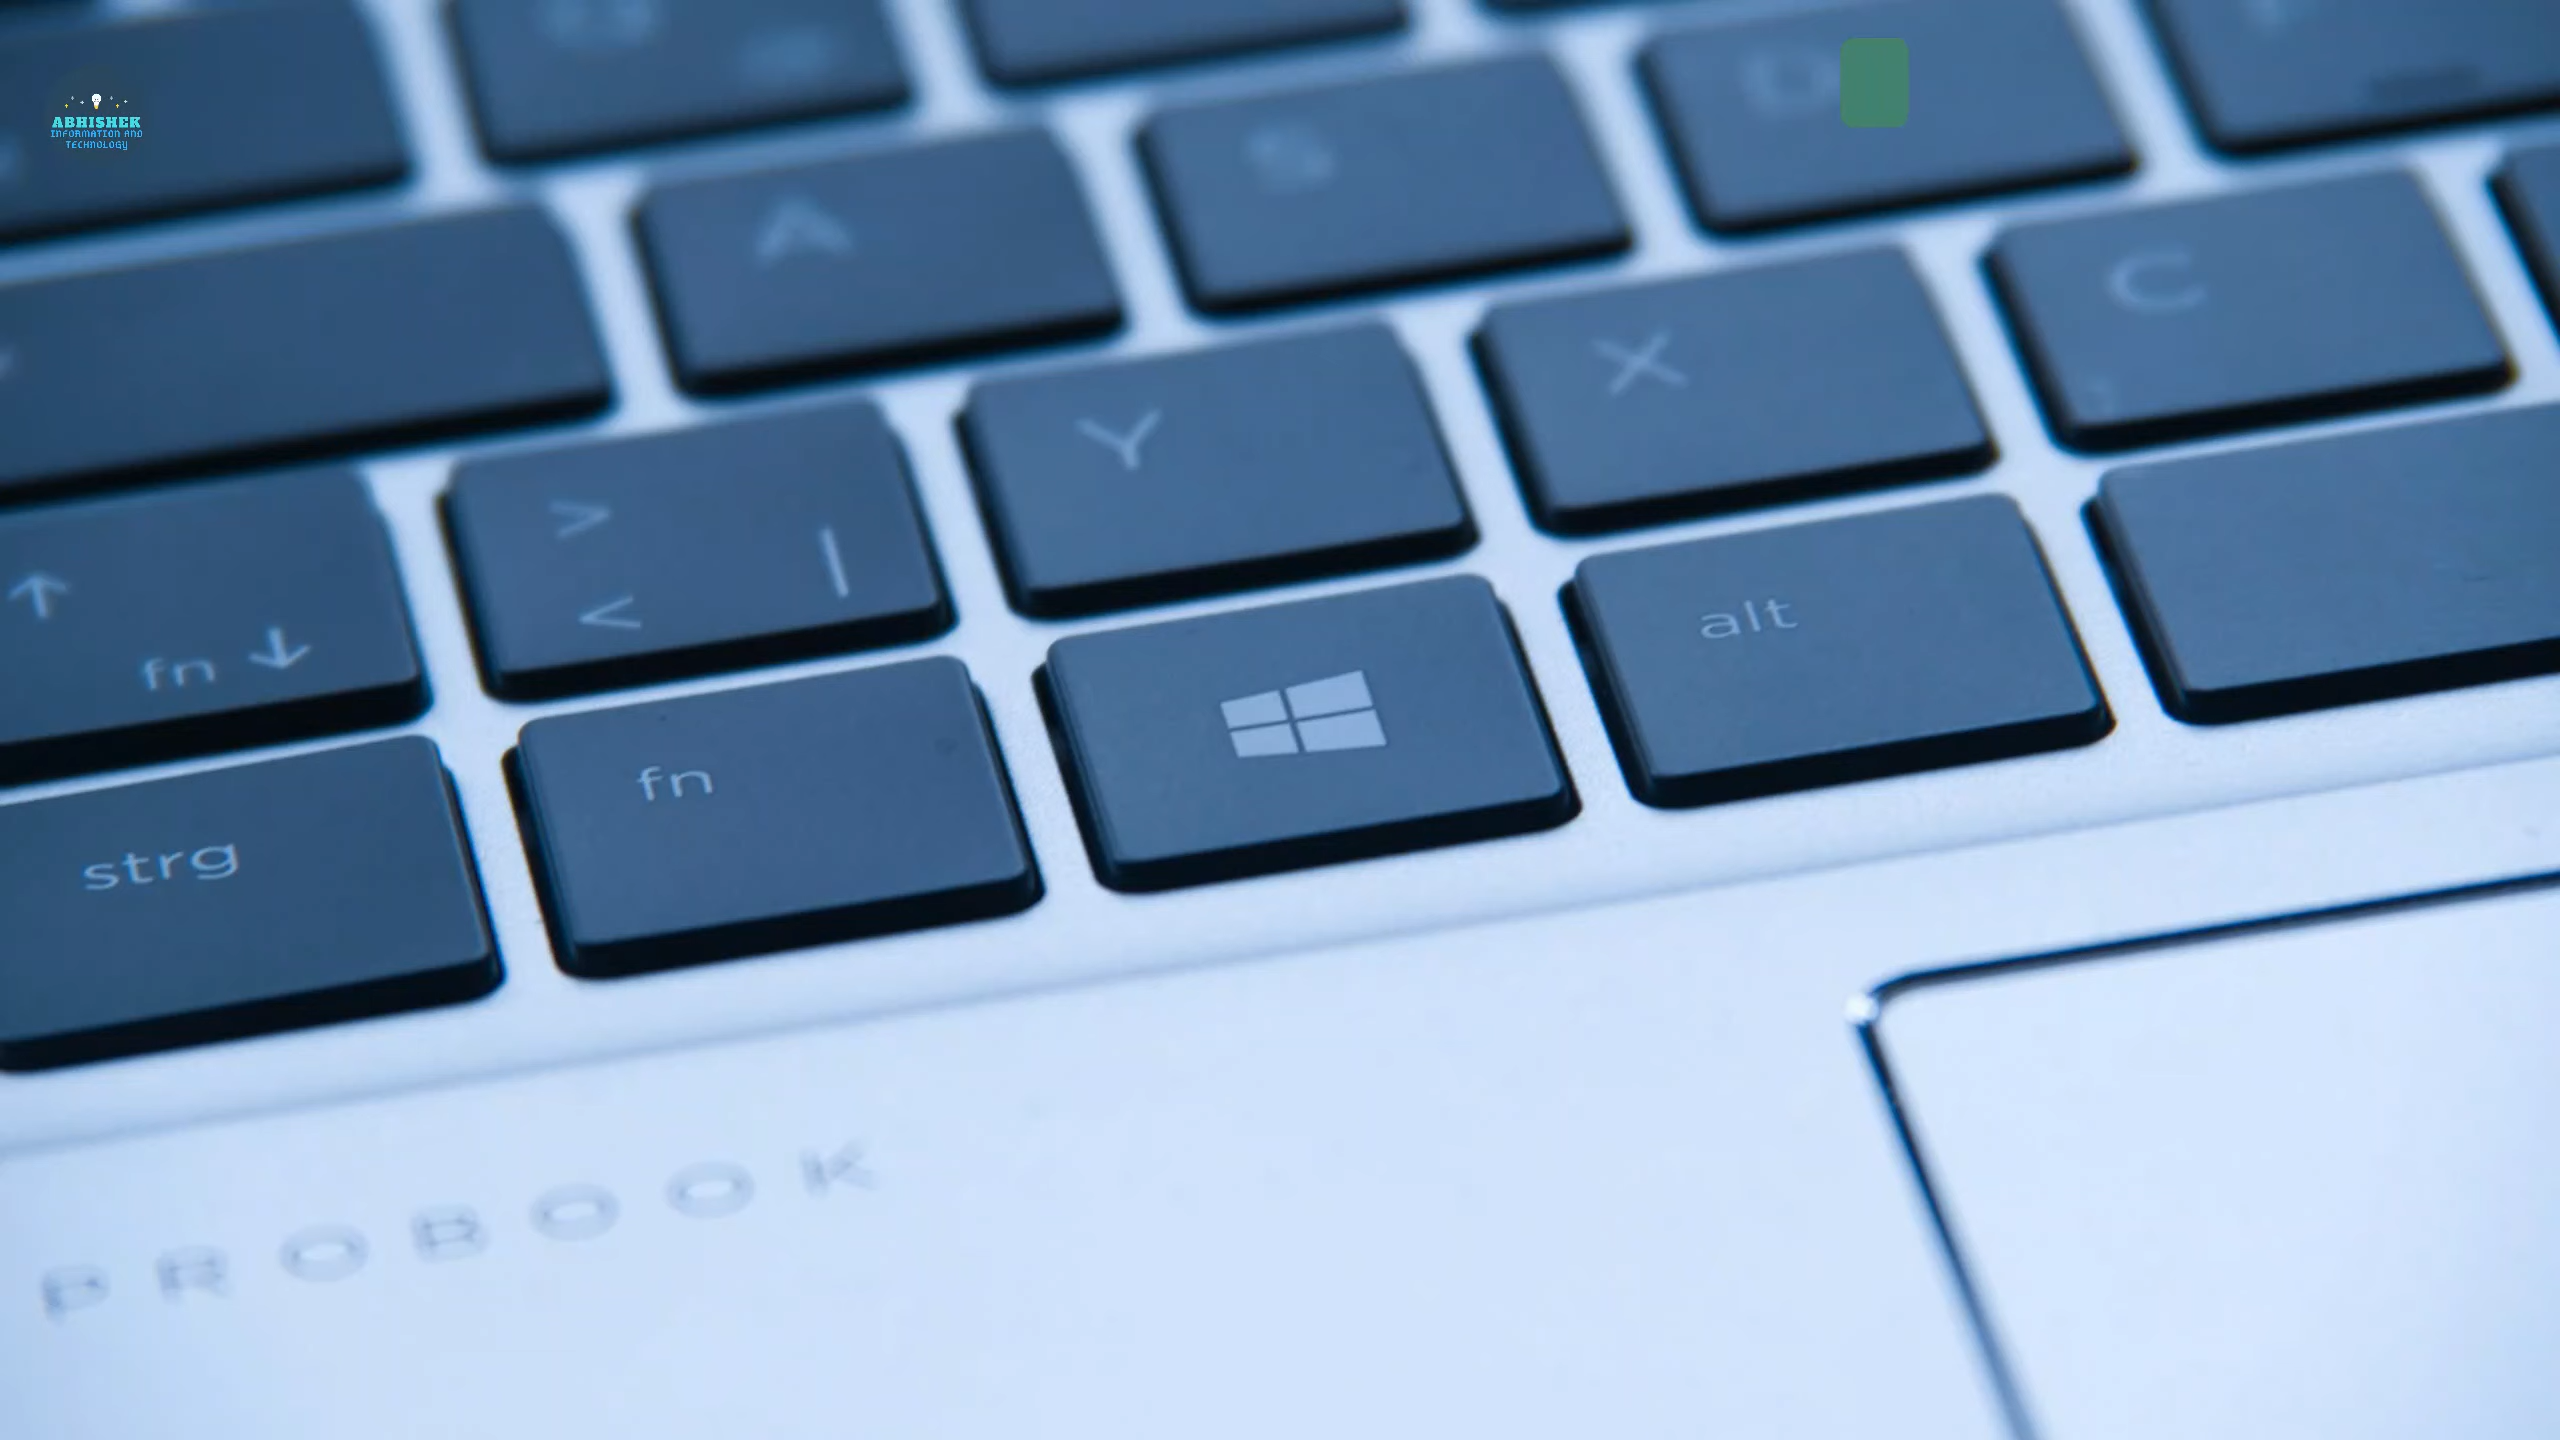 ABHISHEK
INFORMATION AND
TECHNOLOGY
A
S
D
Y
X
C
>
<
|
↑
fn ↓
strg
fn
alt
PROBOOK